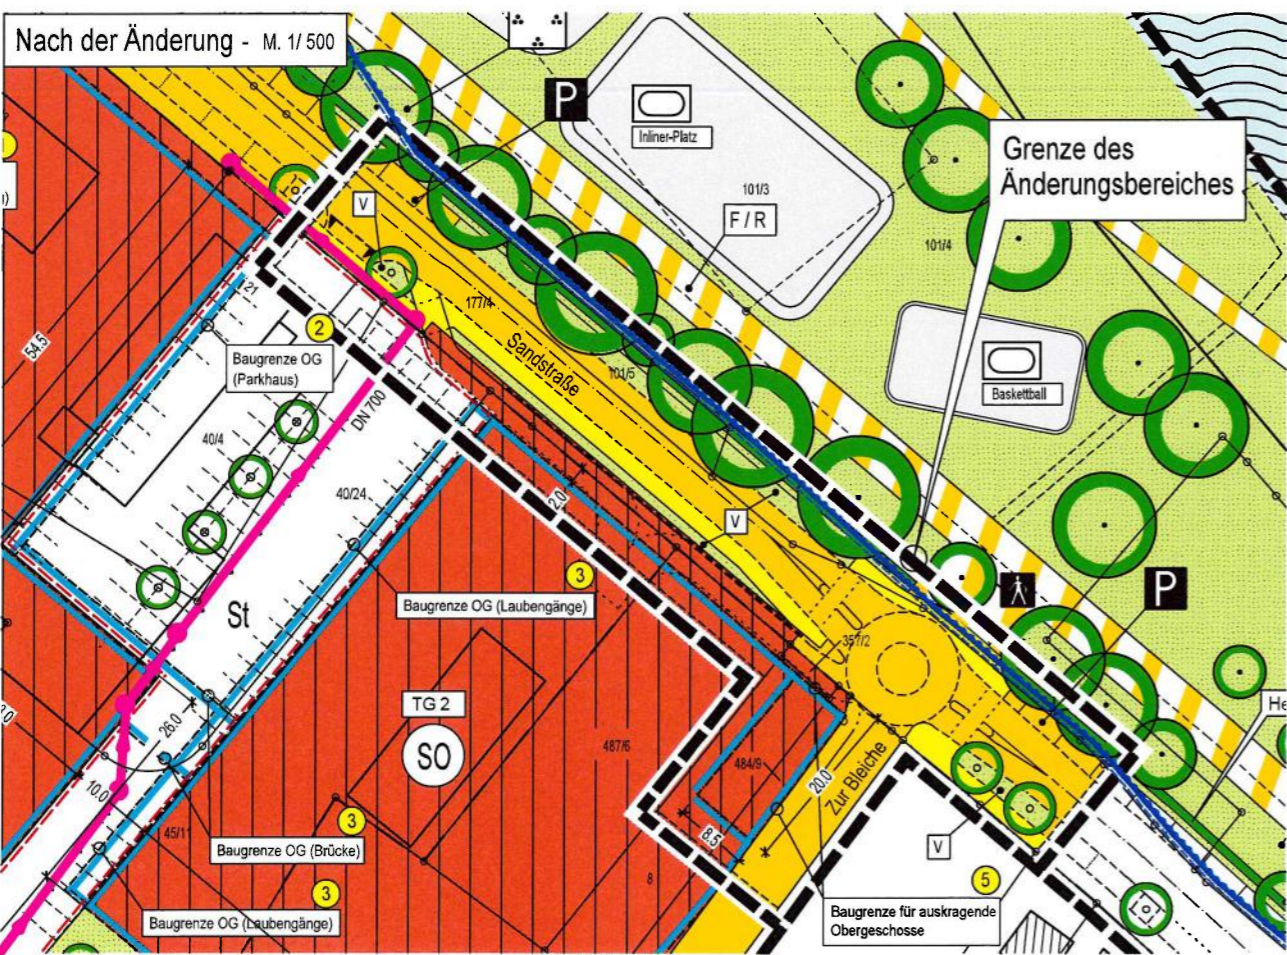 Nach der Änderung - M. 1/ 500
P
Inliner-Platz
Grenze des
Änderungsbereiches
101/3
F / R
101/4
V
177/4
21
2
54.5
Baugrenze OG
(Parkhaus)
Sandstraße
101/5
Baskettball
DN 700
40/4
40/24
2.0
V
3
Baugrenze OG (Laubengänge)
St
P
357/2
TG 2
SO
487/6
484/9
26.0
10.0
20.0
Zur Bleiche
He
3
45/11
8.5
Baugrenze OG (Brücke)
V
8
3
5
Baugrenze OG (Laubengänge)
Baugrenze für auskragende
Obergeschosse